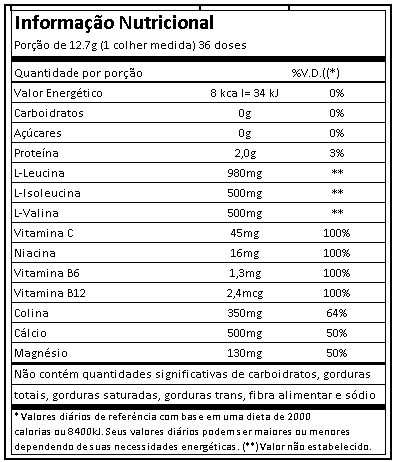 Informação Nutricional
Porção de 12.7g (1 colher medida) 36 doses
Quantidade por porção %V.D.((*)
Valor Energético 8 kca l= 34 kJ 0%
Carboidratos 0g 0%
Açúcares 0g 0%
Proteína 2,0g 3%
L-Leucina 980mg **
L-Isoleucina 500mg **
L-Valina 500mg **
Vitamina C 45mg 100%
Niacina 16mg 100%
Vitamina B6 1,3mg 100%
Vitamina B12 2,4mcg 100%
Colina 350mg 64%
Cálcio 500mg 50%
Magnésio 130mg 50%
Não contém quantidades significativas de carboidratos, gorduras
totais, gorduras saturadas, gorduras trans, fibra alimentar e sódio
* Valores diários de referência com base em uma dieta de 2000
calorias ou 8400kJ. Seus valores diários podem ser maiores ou menores
dependendo de suas necessidades energéticas. (**) Valor não estabelecido.